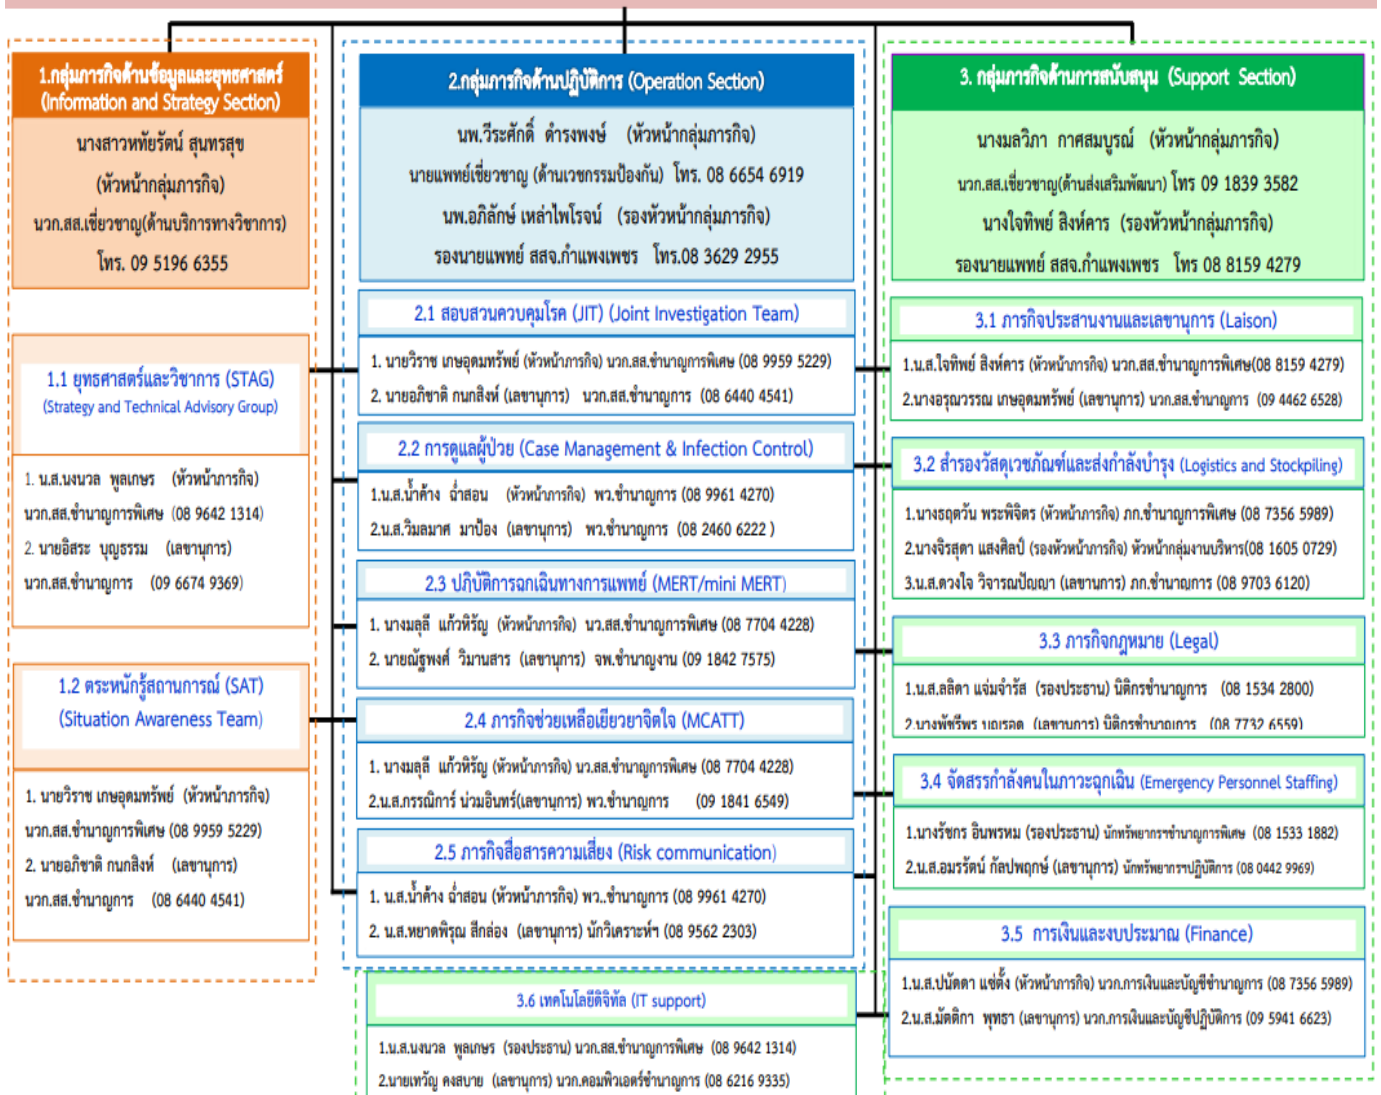 1.กลุ่มภารกิจด้านข้อมูลและยุทธศาสตร์
(Information and Strategy Section)
นางสาวหทัยรัตน์ สุนทรสุข
(หัวหน้ากลุ่มภารกิจ)
นวก.สส.เชี่ยวชาญ(ด้านบริการทางวิชาการ)
โทร. 09 5196 6355
1.1 ยุทธศาสตร์และวิชาการ (STAG)
(Strategy and Technical Advisory Group)
1. น.ส.นงนวล พูลเกษร (หัวหน้าภารกิจ)
นวก.สส.ชำนาญการพิเศษ (08 9642 1314)
2. นายอิสระ บุญธรรม (เลขานุการ)
นวก.สส.ชำนาญการ (09 6674 9369)
1.2 ตระหนักรู้สถานการณ์ (SAT)
(Situation Awareness Team)
1. นายวิราช เกษอุดมทรัพย์ (หัวหน้าภารกิจ)
นวก.สส.ชำนาญการพิเศษ (08 9959 5229)
2. นายอภิชาติ กนกสิงห์ (เลขานุการ)
นวก.สส.ชำนาญการ (08 6440 4541)
2.กลุ่มภารกิจด้านปฏิบัติการ (Operation Section)
นพ.วีระศักดิ์ ดำรงพงษ์ (หัวหน้ากลุ่มภารกิจ)
นายแพทย์เชี่ยวชาญ (ด้านเวชกรรมป้องกัน) โทร. 08 6654 6919
นพ.อภิลักษ์ เหล่าไพโรจน์ (รองหัวหน้ากลุ่มภารกิจ)
รองนายแพทย์ สสจ.กำแพงเพชร โทร.08 3629 2955
2.1 สอบสวนควบคุมโรค (JIT) (Joint Investigation Team)
1. นายวิราช เกษอุดมทรัพย์ (หัวหน้าภารกิจ) นวก.สส.ชำนาญการพิเศษ (08 9959 5229)
2. นายอภิชาติ กนกสิงห์ (เลขานุการ) นวก.สส.ชำนาญการ (08 6440 4541)
2.2 การดูแลผู้ป่วย (Case Management & Infection Control)
1.น.ส.น้ำค้าง ฉ่ำสอน (หัวหน้าภารกิจ) พว.ชำนาญการ (08 9961 4270)
2.น.ส.วิมลมาศ มาป้อง (เลขานุการ) พว.ชำนาญการ (08 2460 6222 )
2.3 ปฏิบัติการฉุกเฉินทางการแพทย์ (MERT/mini MERT)
1. นางมลุลี แก้วหิรัญ (หัวหน้าภารกิจ) นว.สส.ชำนาญการพิเศษ (08 7704 4228)
2. นายณัฐพงศ์ วิมานสาร (เลขานุการ) จพ.ชำนาญงาน (09 1842 7575)
2.4 ภารกิจช่วยเหลือเยียวยาจิตใจ (MCATT)
1. นางมลุลี แก้วหิรัญ (หัวหน้าภารกิจ) นว.สส.ชำนาญการพิเศษ (08 7704 4228)
2.น.ส.กรรณิการ์ น่วมอินทร์(เลขานุการ) พว.ชำนาญการ (09 1841 6549)
2.5 ภารกิจสื่อสารความเสี่ยง (Risk communication)
1. น.ส.น้ำค้าง ฉ่ำสอน (หัวหน้าภารกิจ) พว..ชำนาญการ (08 9961 4270)
2. น.ส.หยาดพิรุณ สีกล่อง (เลขานุการ) นักวิเคราะห์ฯ (08 9562 2303)
3. กลุ่มภารกิจด้านการสนับสนุน (Support Section)
นางมลวิภา กาศสมบูรณ์ (หัวหน้ากลุ่มภารกิจ)
นวก.สส.เชี่ยวชาญ(ด้านส่งเสริมพัฒนา) โทร 09 1839 3582
นางใจทิพย์ สิงห์คาร (รองหัวหน้ากลุ่มภารกิจ)
รองนายแพทย์ สสจ.กำแพงเพชร โทร 08 8159 4279
3.1 ภารกิจประสานงานและเลขานุการ (Laison)
1.น.ส.ใจทิพย์ สิงห์คาร (หัวหน้าภารกิจ) นวก.สส.ชำนาญการพิเศษ(08 8159 4279)
2.นางอรุณวรรณ เกษอุดมทรัพย์ (เลขานุการ) นวก.สส.ชำนาญการ (09 4462 6528)
3.2 สำรองวัสดุเวชภัณฑ์และส่งกำลังบำรุง (Logistics and Stockpiling)
1.นางธฤตวัน พระพิจิตร (หัวหน้าภารกิจ) ภก.ชำนาญการพิเศษ (08 7356 5989)
2.นางจิรสุดา แสงศิลป์ (รองหัวหน้าภารกิจ) หัวหน้ากลุ่มงานบริหาร(08 1605 0729)
3.น.ส.ดวงใจ วิจารณปัญญา (เลขานุการ) ภก.ชำนาญการ (08 9703 6120)
3.3 ภารกิจกฎหมาย (Legal)
1.น.ส.ลลิดา แจ่มจำรัส (รองประธาน) นิติกรชำนาญการ (08 1534 2800)
2.นางพัชรีพร บุญรอด (เลขานุการ) นิติกรชำนาญการ (08 7732 6559)
3.4 จัดสรรกำลังคนในภาวะฉุกเฉิน (Emergency Personnel Staffing)
1.นางรัชกร อินพรหม (รองประธาน) นักทรัพยากรฯชำนาญการพิเศษ (08 1533 1882)
2.น.ส.อมรรัตน์ กัลปพฤกษ์ (เลขานุการ) นักทรัพยากรฯปฏิบัติการ (08 0442 9969)
3.5 การเงินและงบประมาณ (Finance)
1.น.ส.ปนัดดา แซ่ตั้ง (หัวหน้าภารกิจ) นวก.การเงินและบัญชีชำนาญการ (08 7356 5989)
2.น.ส.มัตติกา พุทธา (เลขานุการ) นวก.การเงินและบัญชีปฏิบัติการ (09 5941 6623)
3.6 เทคโนโลยีดิจิทัล (IT support)
1.น.ส.นงนวล พูลเกษร (รองประธาน) นวก.สส.ชำนาญการพิเศษ (08 9642 1314)
2.นายเทวัญ คงสบาย (เลขานุการ) นวก.คอมพิวเตอร์ชำนาญการ (08 6216 9335)